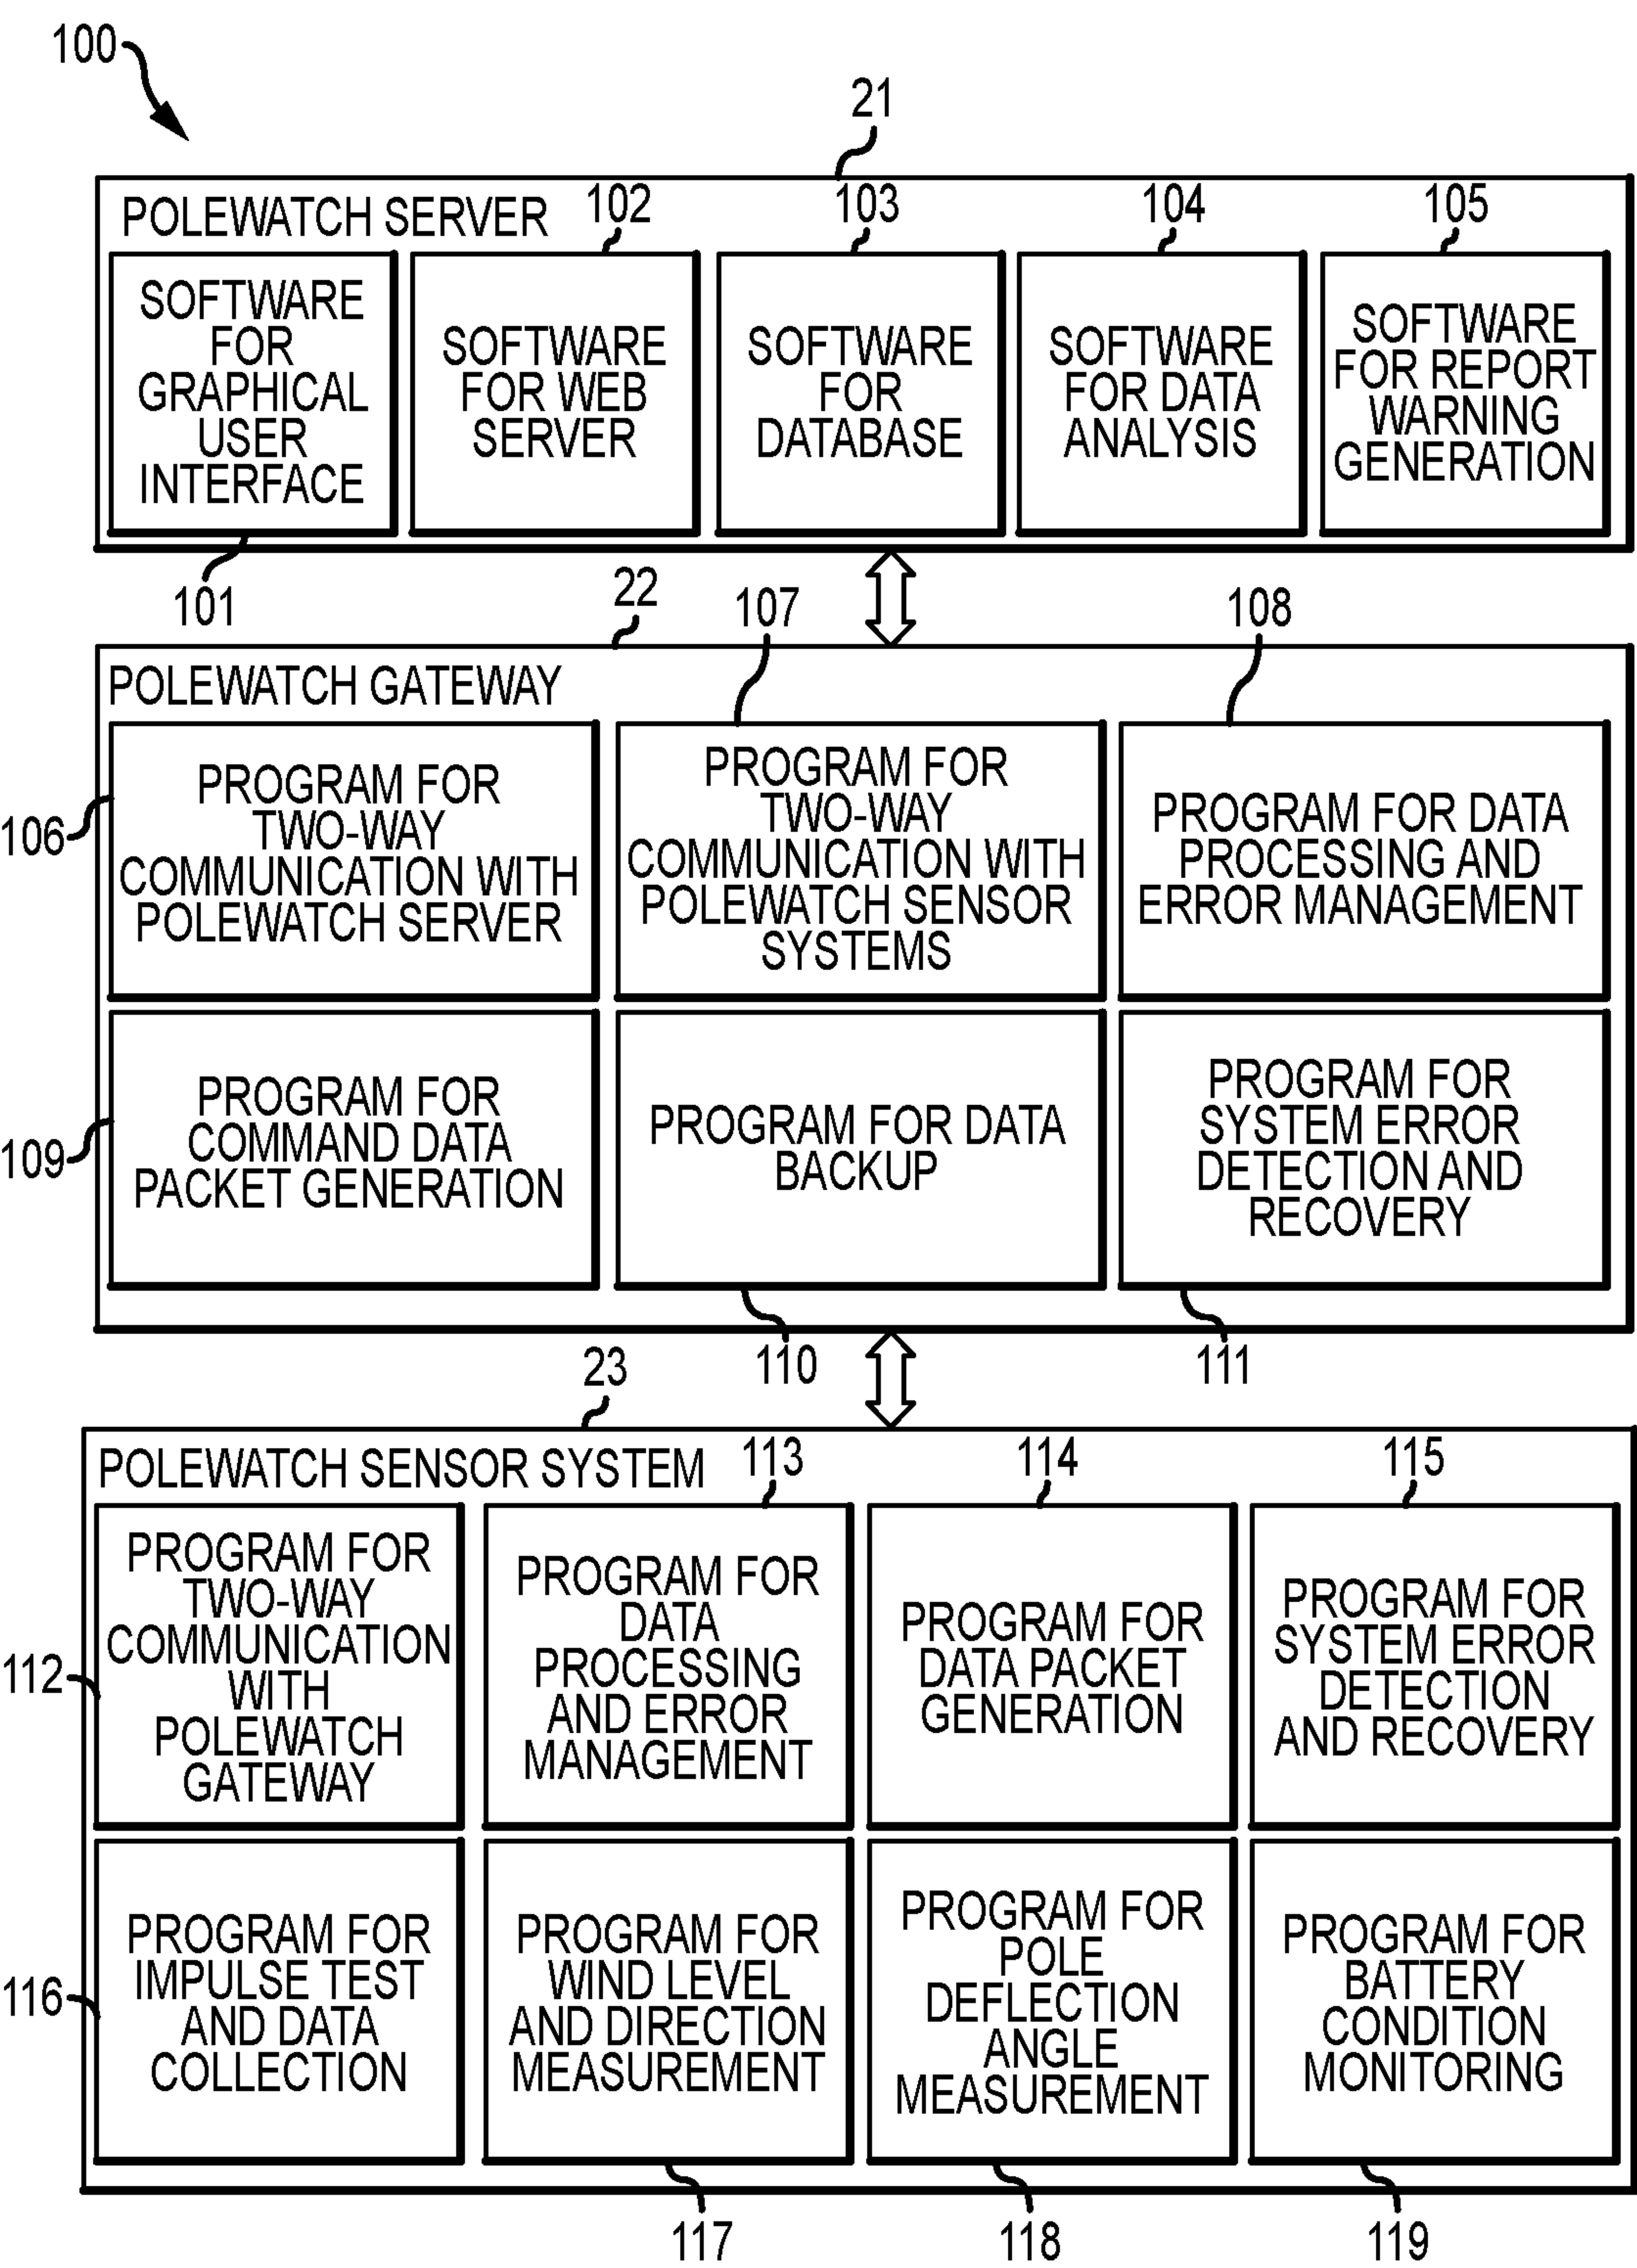 100
21
POLEWATCH SERVER
102
103
104
105
SOFTWARE
FOR
GRAPHICAL
USER
INTERFACE
SOFTWARE
FOR WEB
SERVER
SOFTWARE
FOR
DATABASE
SOFTWARE
FOR DATA
ANALYSIS
SOFTWARE
FOR REPORT
WARNING
GENERATION
101
22
107
108
POLEWATCH GATEWAY
106
PROGRAM FOR
TWO-WAY
COMMUNICATION WITH
POLEWATCH SERVER
PROGRAM FOR
TWO-WAY
COMMUNICATION WITH
POLEWATCH SENSOR
SYSTEMS
PROGRAM FOR DATA
PROCESSING AND
ERROR MANAGEMENT
109
PROGRAM FOR
COMMAND DATA
PACKET GENERATION
PROGRAM FOR DATA
BACKUP
PROGRAM FOR
SYSTEM ERROR
DETECTION AND
RECOVERY
110
111
23
POLEWATCH SENSOR SYSTEM
113
114
115
112
PROGRAM FOR
TWO-WAY
COMMUNICATION
WITH
POLEWATCH
GATEWAY
PROGRAM FOR
DATA
PROCESSING
AND ERROR
MANAGEMENT
PROGRAM FOR
DATA PACKET
GENERATION
PROGRAM FOR
SYSTEM ERROR
DETECTION
AND RECOVERY
116
PROGRAM FOR
IMPULSE TEST
AND DATA
COLLECTION
PROGRAM FOR
WIND LEVEL
AND DIRECTION
MEASUREMENT
PROGRAM FOR
POLE
DEFLECTION
ANGLE
MEASUREMENT
PROGRAM FOR
BATTERY
CONDITION
MONITORING
117
118
119